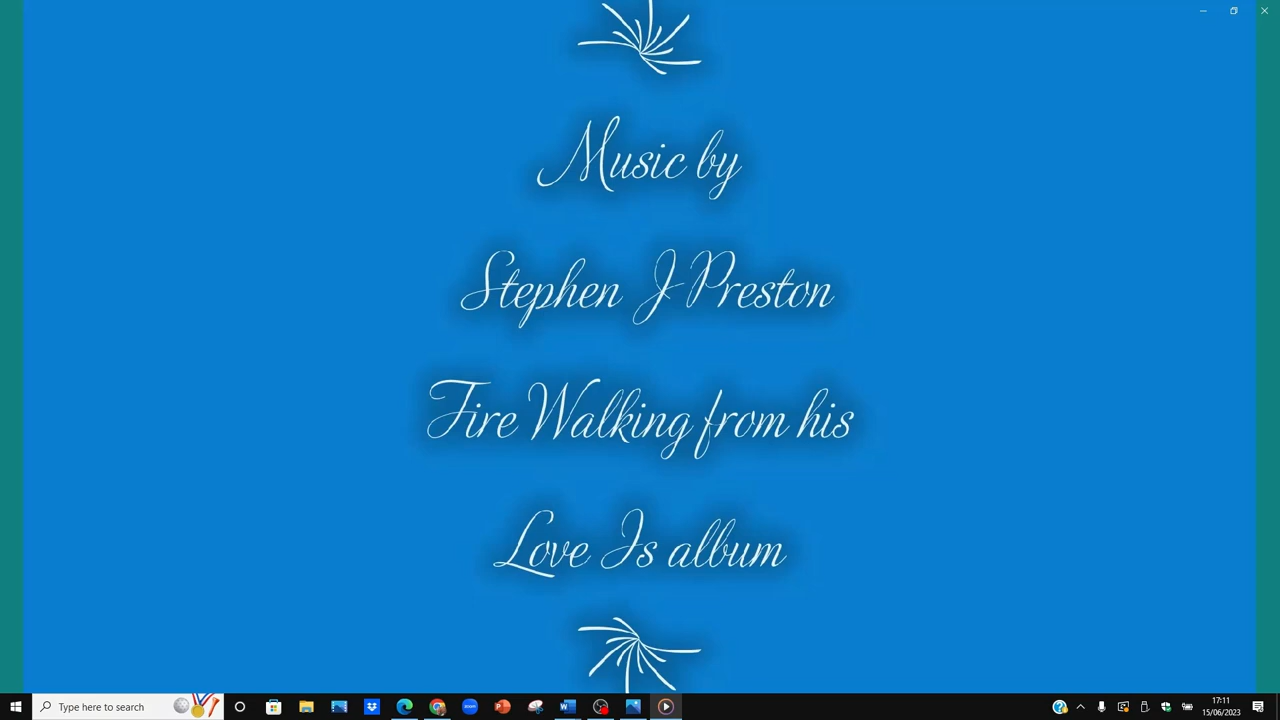 Music by
Stephen J Preston
Fire Walking from his
Love Is album
Type here to search
zoom
17:11
15/06/2023